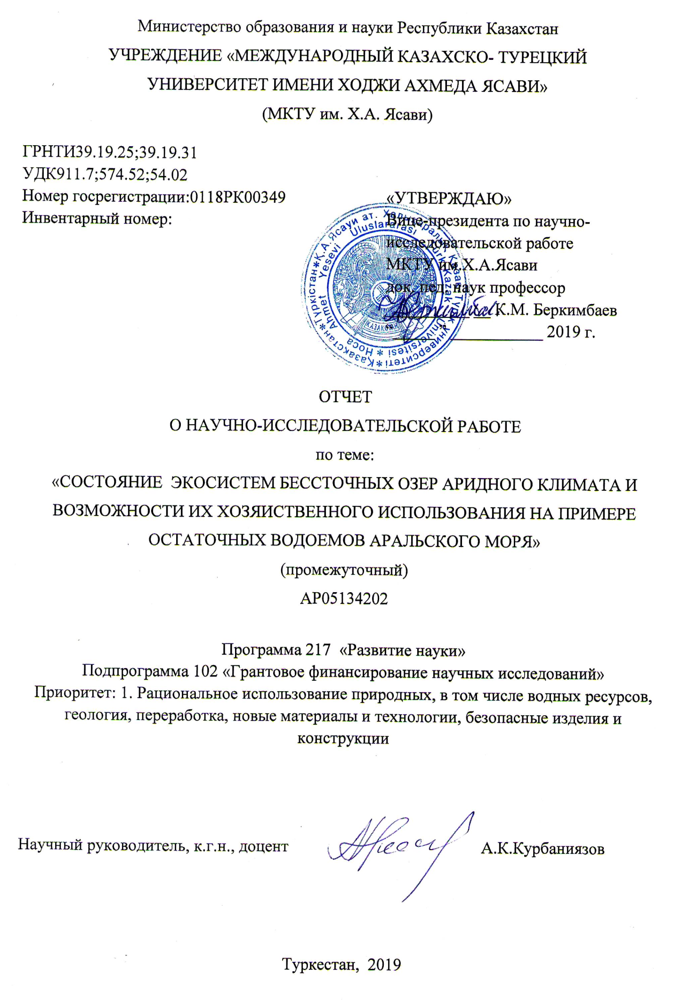 Министерство образования и науки Республики Казахстан
УЧРЕЖДЕНИЕ «МЕЖДУНАРОДНЫЙ КАЗАХСКО- ТУРЕЦКИЙ
УНИВЕРСИТЕТ ИМЕНИ ХОДЖИ АХМЕДА ЯСАВИ»
(МКТУ им. Х.А. Ясави)
ГРНТИ39.19.25;39.19.31
УДК911.7;574.52;54.02
Номер госрегистрации:0118РК00349
Инвентарный номер:
«УТВЕРЖДАЮ»
Вице-президента по научно-
исследовательской работе
МКТУ им.Х.А.Ясави
док. пед. наук профессор
К.М. Беркимбаев
“ ” 2019 г.
Қазақстан*Түркістан*Қ.А.Ясауи ат. Халықаралық Қазақ Түрік университеті*
Hoca Ahmet Yesevi Uluslararası Türk Kazak Üniversitesi *
ҚАЗАҚСТАН
ОТЧЕТ
О НАУЧНО-ИССЛЕДОВАТЕЛЬСКОЙ РАБОТЕ
по теме:
«СОСТОЯНИЕ ЭКОСИСТЕМ БЕССТОЧНЫХ ОЗЕР АРИДНОГО КЛИМАТА И
ВОЗМОЖНОСТИ ИХ ХОЗЯИСТВЕННОГО ИСПОЛЬЗОВАНИЯ НА ПРИМЕРЕ
ОСТАТОЧНЫХ ВОДОЕМОВ АРАЛЬСКОГО МОРЯ»
(промежуточный)
АР05134202
Программа 217 «Развитие науки»
Подпрограмма 102 «Грантовое финансирование научных исследований»
Приоритет: 1. Рациональное использование природных, в том числе водных ресурсов,
геология, переработка, новые материалы и технологии, безопасные изделия и
конструкции
Научный руководитель, к.г.н., доцент
А.К.Курбаниязов
Туркестан, 2019